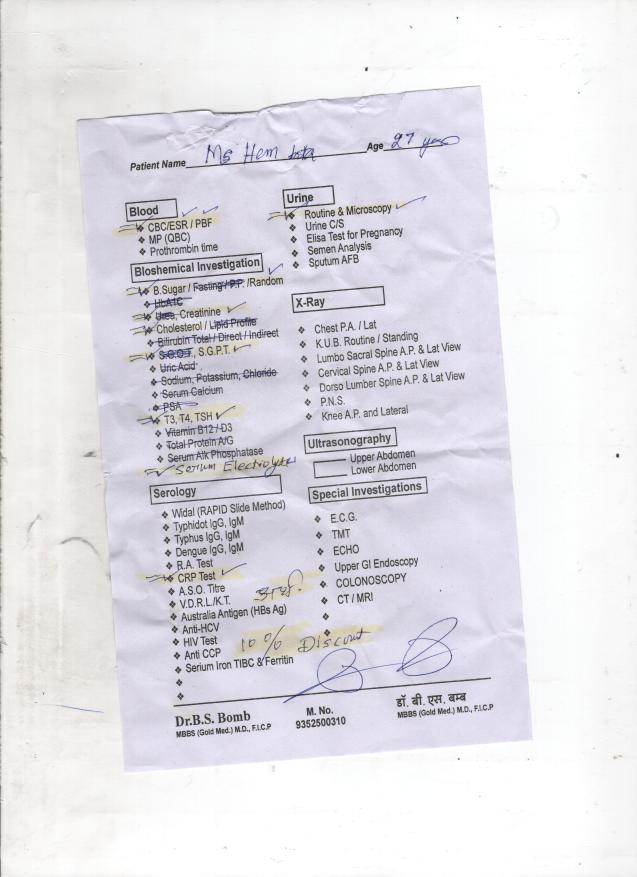 Patient Name Ms Hem lata Age 27 years
Blood
CBC/ESR / PBF
MP (QBC)
Prothrombin time
Bioshemical Investigation
B.Sugar / Fasting / P.P. /Random
HbA1C
Urea, Creatinine
Cholesterol / Lipid Profile
Bilirubin Total / Direct / Indirect
S.G.O.T., S.G.P.T.
Uric Acid
Sodium, Potassium, Chloride
Serum Calcium
PSA
T3, T4, TSH
Vitamin B12 / D3
Total Protein A/G
Serum Alk Phosphatase
Serum Electrolytes
Serology
Widal (RAPID Slide Method)
Typhidot IgG, IgM
Typhus IgG, IgM
Dengue IgG, IgM
R.A. Test
CRP Test
A.S.O. Titre
V.D.R.L./K.T.
Australia Antigen (HBs Ag)
Anti-HCV
HIV Test
Anti CCP
Serium Iron TIBC & Ferritin
10 % Discount
Urine
Routine & Microscopy
Urine C/S
Elisa Test for Pregnancy
Semen Analysis
Sputum AFB
X-Ray
Chest P.A. / Lat
K.U.B. Routine / Standing
Lumbo Sacral Spine A.P. & Lat View
Cervical Spine A.P. & Lat View
Dorso Lumber Spine A.P. & Lat View
P.N.S.
Knee A.P. and Lateral
Ultrasonography
Upper Abdomen
Lower Abdomen
Special Investigations
E.C.G.
TMT
ECHO
Upper GI Endoscopy
COLONOSCOPY
CT / MRI
Dr.B.S. Bomb
MBBS (Gold Med.) M.D., F.I.C.P
M. No.
9352500310
डॉ. बी. एस. बम्ब
MBBS (Gold Med.) M.D., F.I.C.P